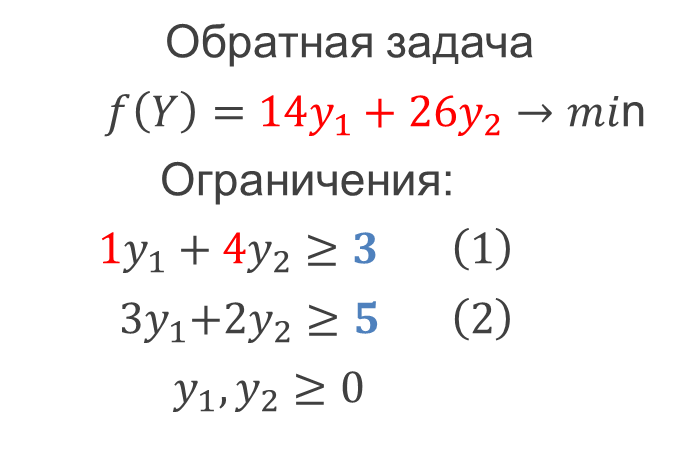 Обратная задача
f(Y) = 14y₁ + 26y₂ → min
Ограничения:
1y₁ + 4y₂ ≥ 3 (1)
3y₁+2y₂ ≥ 5 (2)
y₁, y₂ ≥ 0